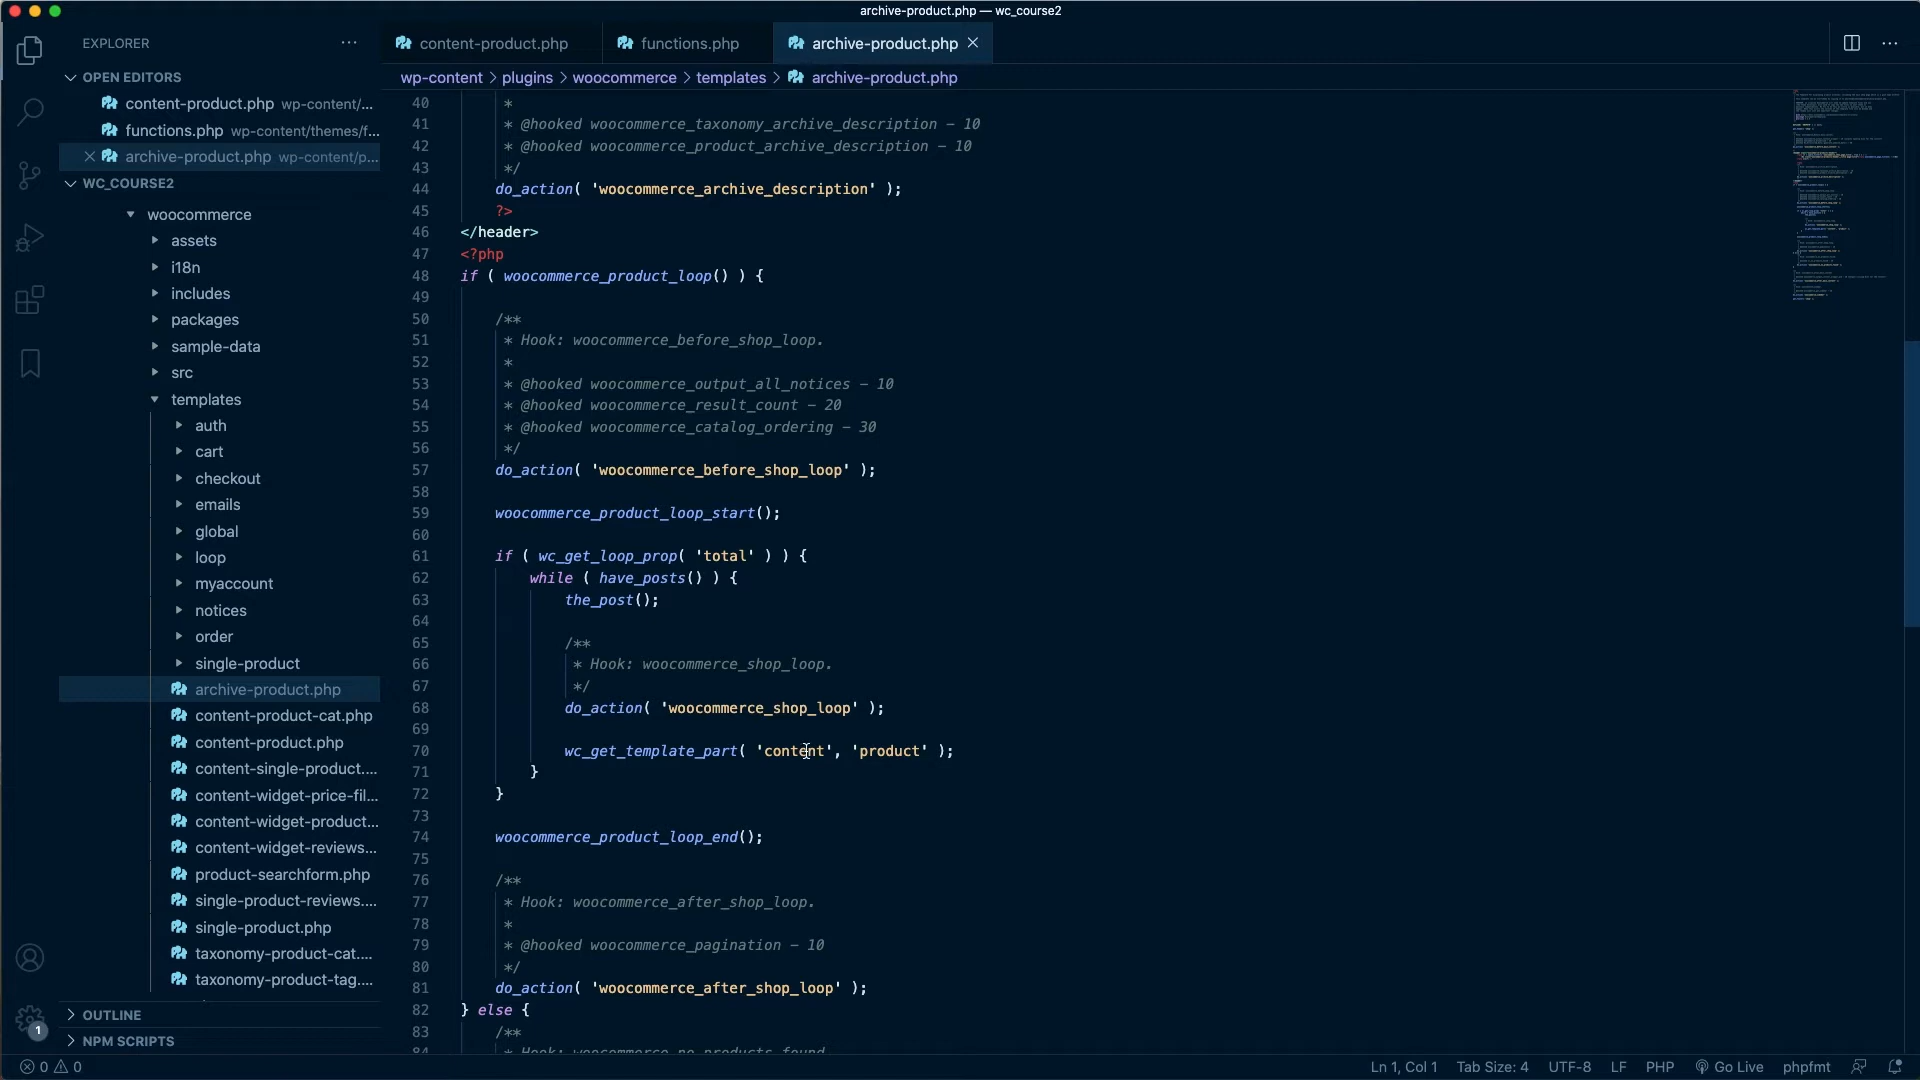 archive-product.php — wc_course2
EXPLORER
OPEN EDITORS
content-product.php wp-content/...
functions.php wp-content/themes/f...
archive-product.php wp-content/p...
WC_COURSE2
woocommerce
assets
i18n
includes
packages
sample-data
src
templates
auth
cart
checkout
emails
global
loop
myaccount
notices
order
single-product
archive-product.php
content-product-cat.php
content-product.php
content-single-product....
content-widget-price-fil...
content-widget-product...
content-widget-reviews...
product-searchform.php
single-product-reviews....
single-product.php
taxonomy-product-cat....
taxonomy-product-tag....
OUTLINE
NPM SCRIPTS
1
content-product.php functions.php archive-product.php
wp-content > plugins > woocommerce > templates > archive-product.php
40 *
41 * @hooked woocommerce_taxonomy_archive_description - 10
42 * @hooked woocommerce_product_archive_description - 10
43 */
44 do_action( 'woocommerce_archive_description' );
45 ?>
46 </header>
47 <?php
48 if ( woocommerce_product_loop() ) {
49
50 /**
51 * Hook: woocommerce_before_shop_loop.
52 *
53 * @hooked woocommerce_output_all_notices - 10
54 * @hooked woocommerce_result_count - 20
55 * @hooked woocommerce_catalog_ordering - 30
56 */
57 do_action( 'woocommerce_before_shop_loop' );
58
59 woocommerce_product_loop_start();
60
61 if ( wc_get_loop_prop( 'total' ) ) {
62 while ( have_posts() ) {
63 the_post();
64
65 /**
66 * Hook: woocommerce_shop_loop.
67 */
68 do_action( 'woocommerce_shop_loop' );
69
70 wc_get_template_part( 'content', 'product' );
71 }
72 }
73
74 woocommerce_product_loop_end();
75
76 /**
77 * Hook: woocommerce_after_shop_loop.
78 *
79 * @hooked woocommerce_pagination - 10
80 */
81 do_action( 'woocommerce_after_shop_loop' );
82 } else {
83 /**
84 * Hook: woocommerce_no_products_found
0 0 Ln 1, Col 1 Tab Size: 4 UTF-8 LF PHP Go Live phpfmt